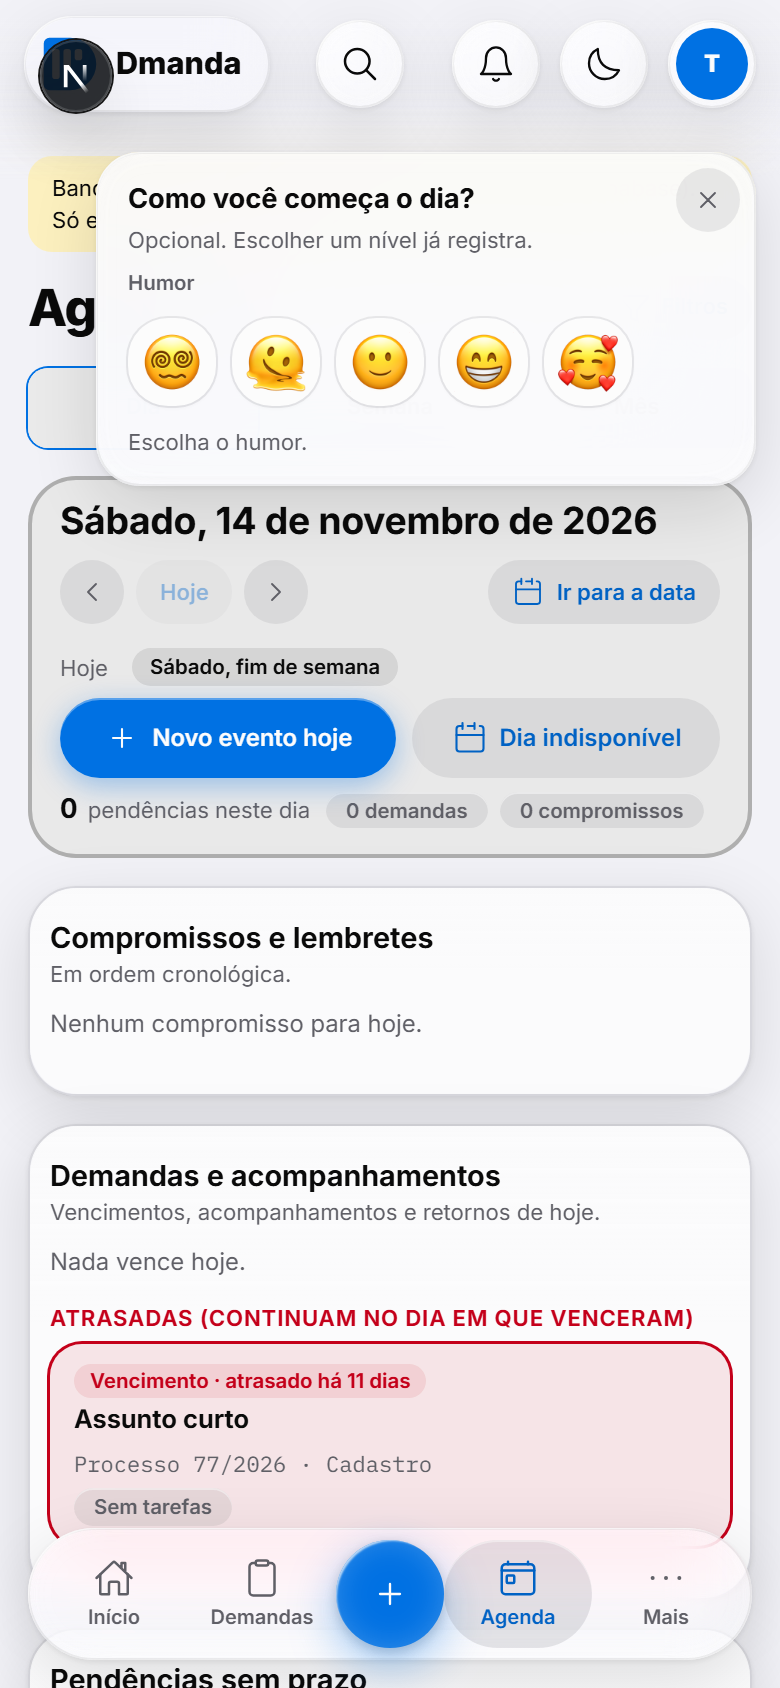 N
Dmanda
T
Como você começa o dia?
Opcional. Escolher um nível já registra.
Humor
Escolha o humor.
Só e
Ag
Sábado, 14 de novembro de 2026
Hoje
Ir para a data
Hoje
Sábado, fim de semana
Novo evento hoje
Dia indisponível
0 pendências neste dia
0 demandas
0 compromissos
Compromissos e lembretes
Em ordem cronológica.
Nenhum compromisso para hoje.
Demandas e acompanhamentos
Vencimentos, acompanhamentos e retornos de hoje.
Nada vence hoje.
ATRASADAS (CONTINUAM NO DIA EM QUE VENCERAM)
Vencimento · atrasado há 11 dias
Assunto curto
Processo 77/2026 · Cadastro
Sem tarefas
Início
Demandas
Agenda
Mais
Pendências sem prazo